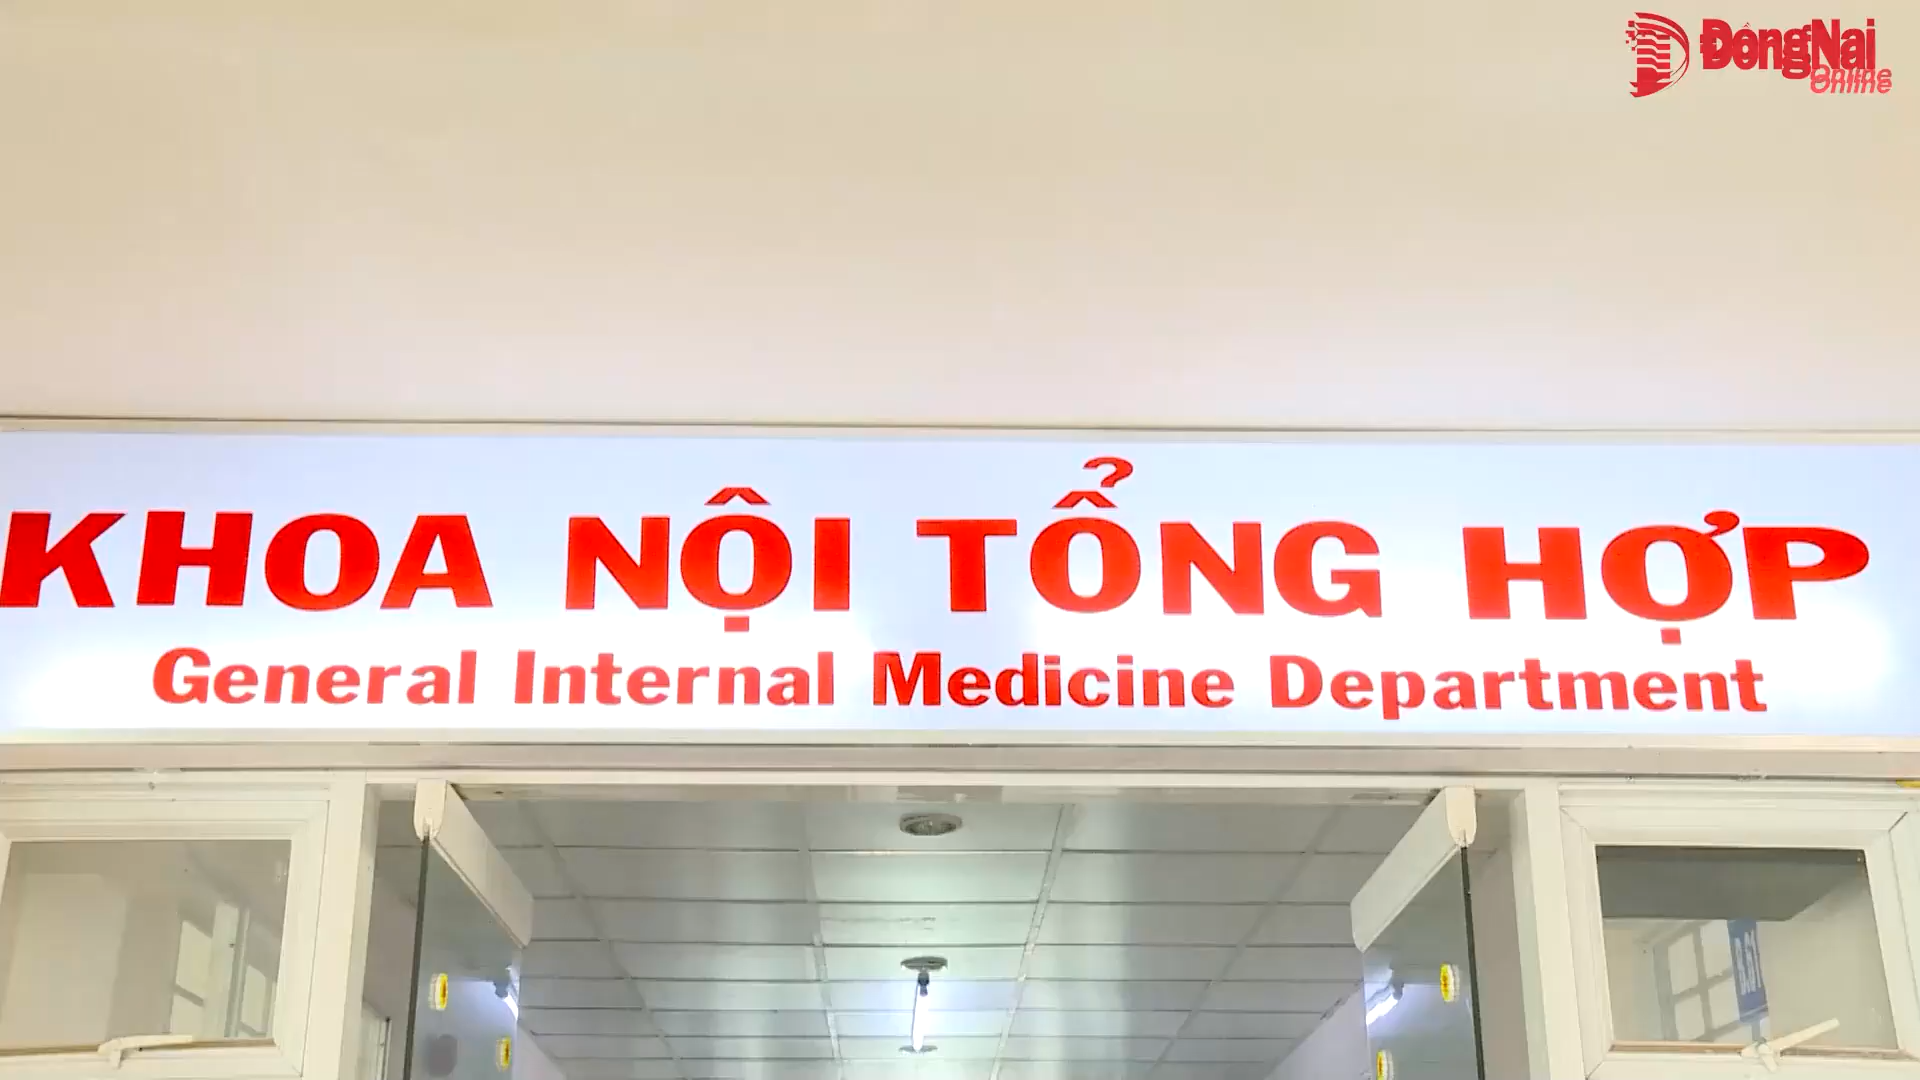 ĐồngNai
Online
KHOA NỘI TỔNG HỢP
General Internal Medicine Department